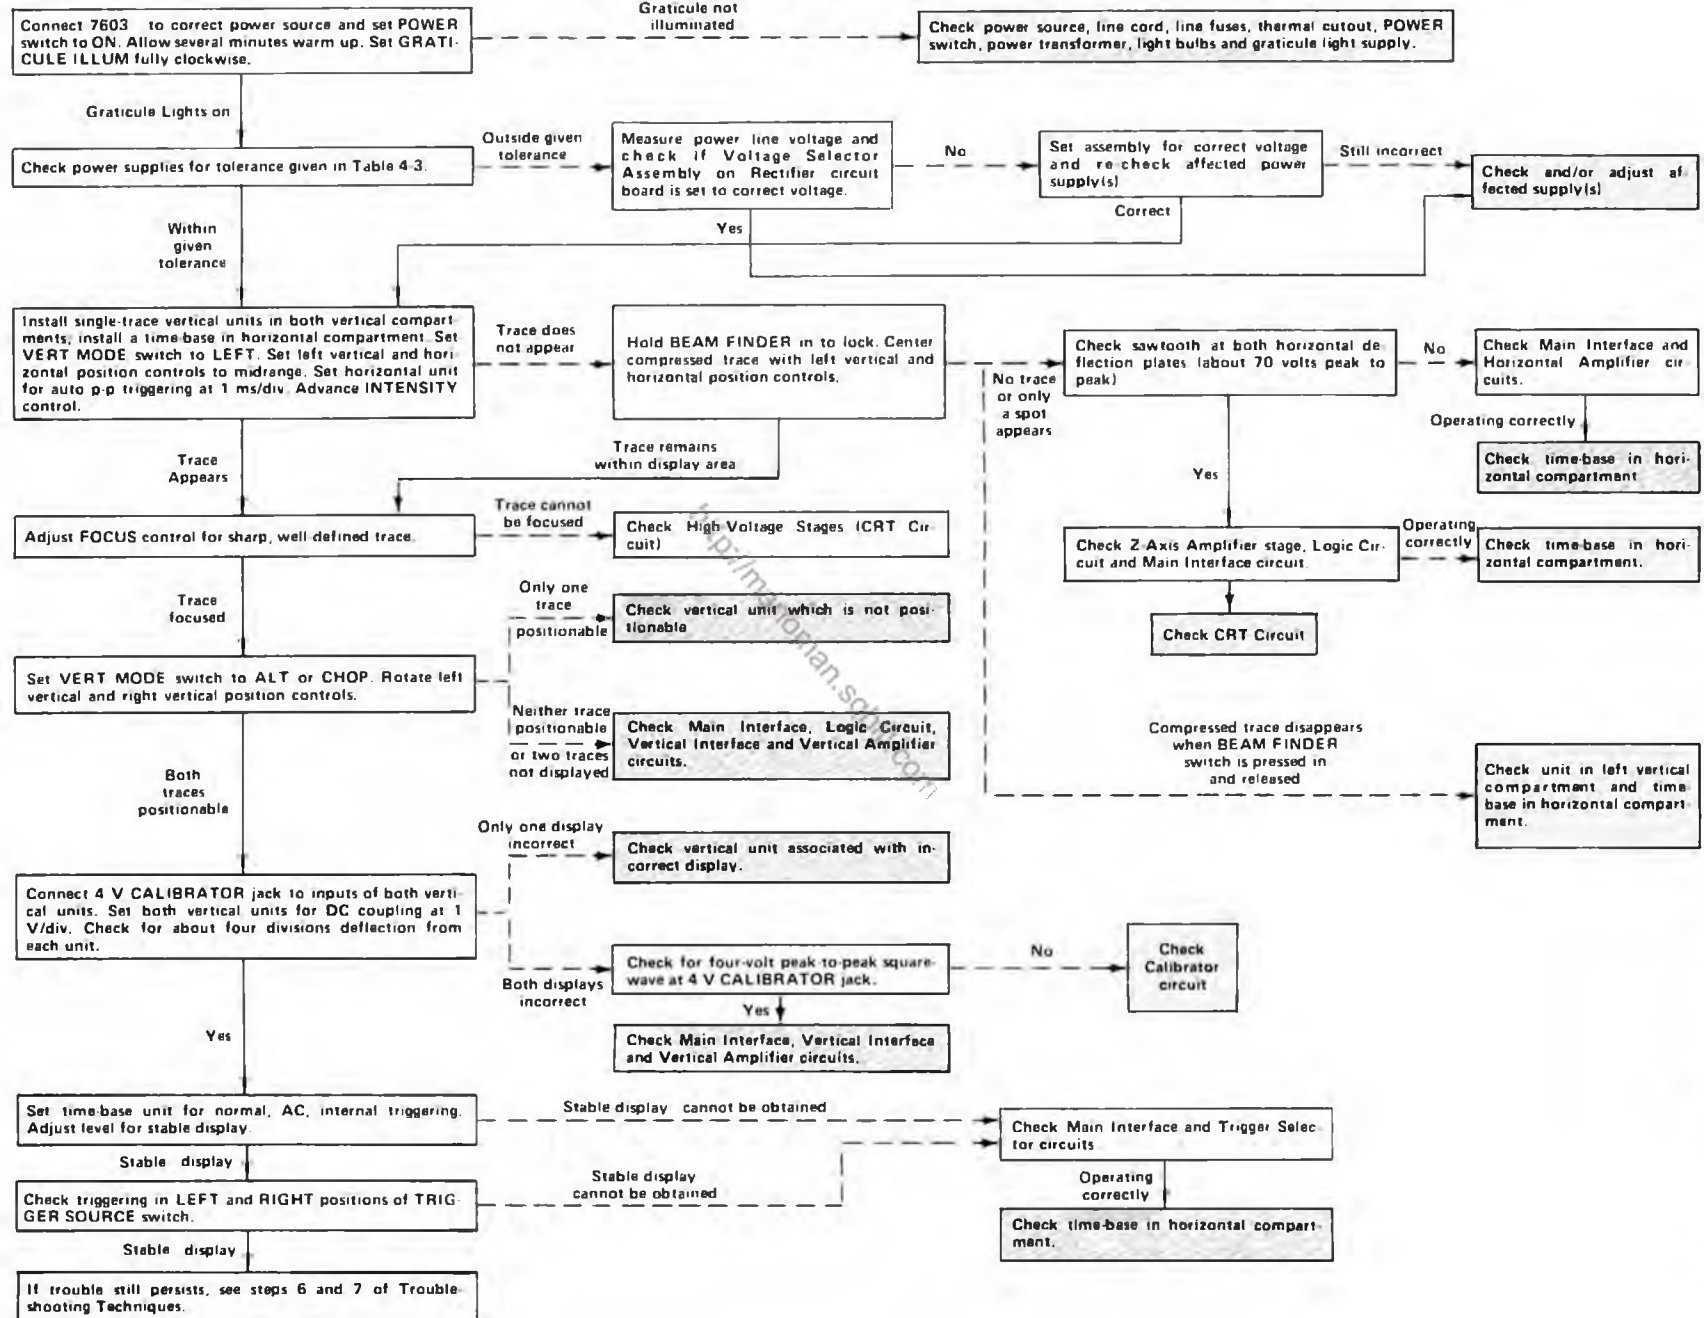 Connect 7603 to correct power source and set POWER
switch to ON. Allow several minutes warm up. Set GRATI-
CULE ILLUM fully clockwise.
Graticule not
illuminated
Check power source, line cord, line fuses, thermal cutout, POWER
switch, power transformer, light bulbs and graticule light supply.
Graticule Lights on
Check power supplies for tolerance given in Table 4-3.
Outside given
tolerance
Measure power line voltage and
check if Voltage Selector
Assembly on Rectifier circuit
board is set to correct voltage.
No
Set assembly for correct voltage
and re-check affected power
supply(s)
Still incorrect
Check and/or adjust af-
fected supply(s)
Correct
Yes
Within
given
tolerance
Install single-trace vertical units in both vertical compart-
ments; install a time-base in horizontal compartment. Set
VERT MODE switch to LEFT. Set left vertical and hori-
zontal position controls to midrange. Set horizontal unit
for auto p-p triggering at 1 ms/div. Advance INTENSITY
control.
Trace does
not appear
Hold BEAM FINDER in to lock. Center
compressed trace with left vertical and
horizontal position controls.
No trace
or only
a spot
appears
Check sawtooth at both horizontal de-
flection plates (about 70 volts peak to
peak)
No
Check Main Interface and
Horizontal Amplifier cir-
cuits.
Operating correctly
Check time-base in hori-
zontal compartment
Trace
Appears
Trace remains
within display area
Yes
Adjust FOCUS control for sharp, well defined trace.
Trace cannot
be focused
Check High-Voltage Stages (CRT Cir-
cuit)
Check Z-Axis Amplifier stage, Logic Cir-
cuit and Main Interface circuit.
Operating
correctly
Check time-base in hori-
zontal compartment.
Check CRT Circuit
Trace
focused
Only one
trace
positionable
Check vertical unit which is not posi-
tionable
Set VERT MODE switch to ALT or CHOP. Rotate left
vertical and right vertical position controls.
Neither trace
positionable
or two traces
not displayed
Check Main Interface, Logic Circuit,
Vertical Interface and Vertical Amplifier
circuits.
Compressed trace disappears
when BEAM FINDER
switch is pressed in
and released
Check unit in left vertical
compartment and time
base in horizontal compart-
ment.
Both
traces
positionable
Only one display
incorrect
Check vertical unit associated with in-
correct display.
Connect 4 V CALIBRATOR jack to inputs of both verti-
cal units. Set both vertical units for DC coupling at 1
V/div. Check for about four divisions deflection from
each unit.
Both displays
incorrect
Check for four-volt peak-to-peak square-
wave at 4 V CALIBRATOR jack.
No
Check
Calibrator
circuit
Yes
Check Main Interface, Vertical Interface
and Vertical Amplifier circuits.
Yes
Set time-base unit for normal, AC, internal triggering.
Adjust level for stable display.
Stable display cannot be obtained
Check Main Interface and Trigger Selec-
tor circuits
Stable display
Check triggering in LEFT and RIGHT positions of TRIG-
GER SOURCE switch.
Stable display
cannot be obtained
Operating
correctly
Check time-base in horizontal compart-
ment.
Stable display
If trouble still persists, see steps 6 and 7 of Trouble-
shooting Techniques.